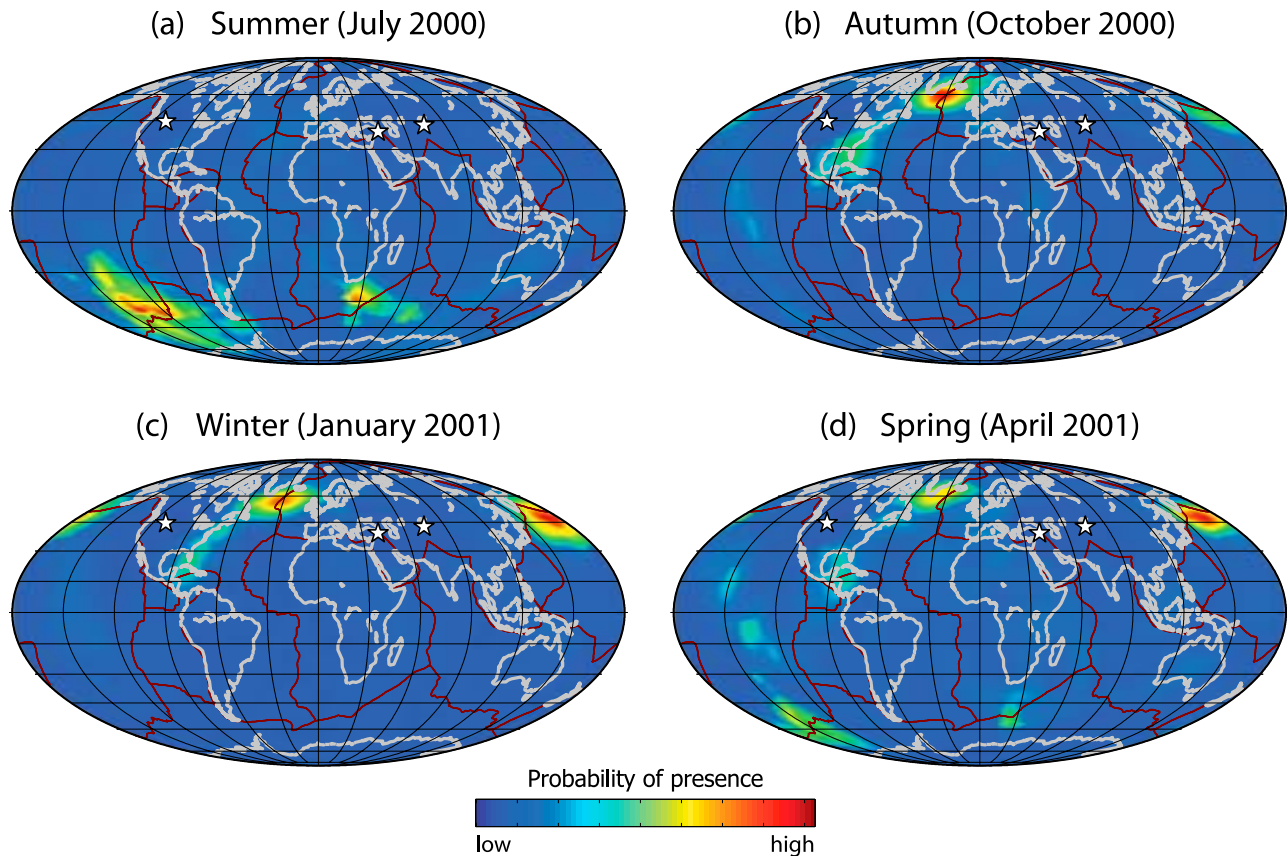 (a) Summer (July 2000)
(b) Autumn (October 2000)
(c) Winter (January 2001)
(d) Spring (April 2001)
Probability of presence
low high